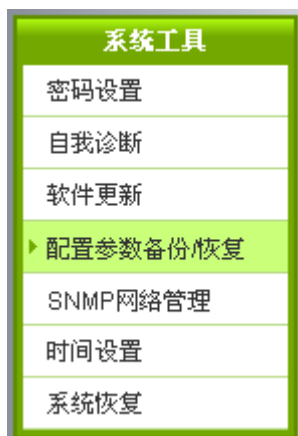 系统工具
密码设置
自我诊断
软件更新
配置参数备份/恢复
SNMP网络管理
时间设置
系统恢复